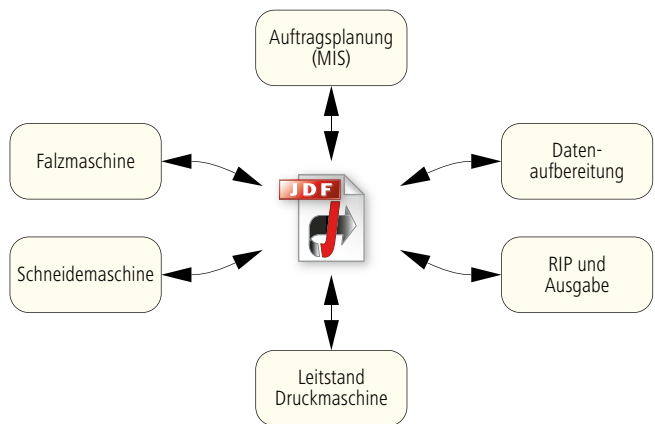 Auftragsplanung
(MIS)
Falzmaschine
Daten-
aufbereitung
JDF
Schneidemaschine
RIP und
Ausgabe
Leitstand
Druckmaschine